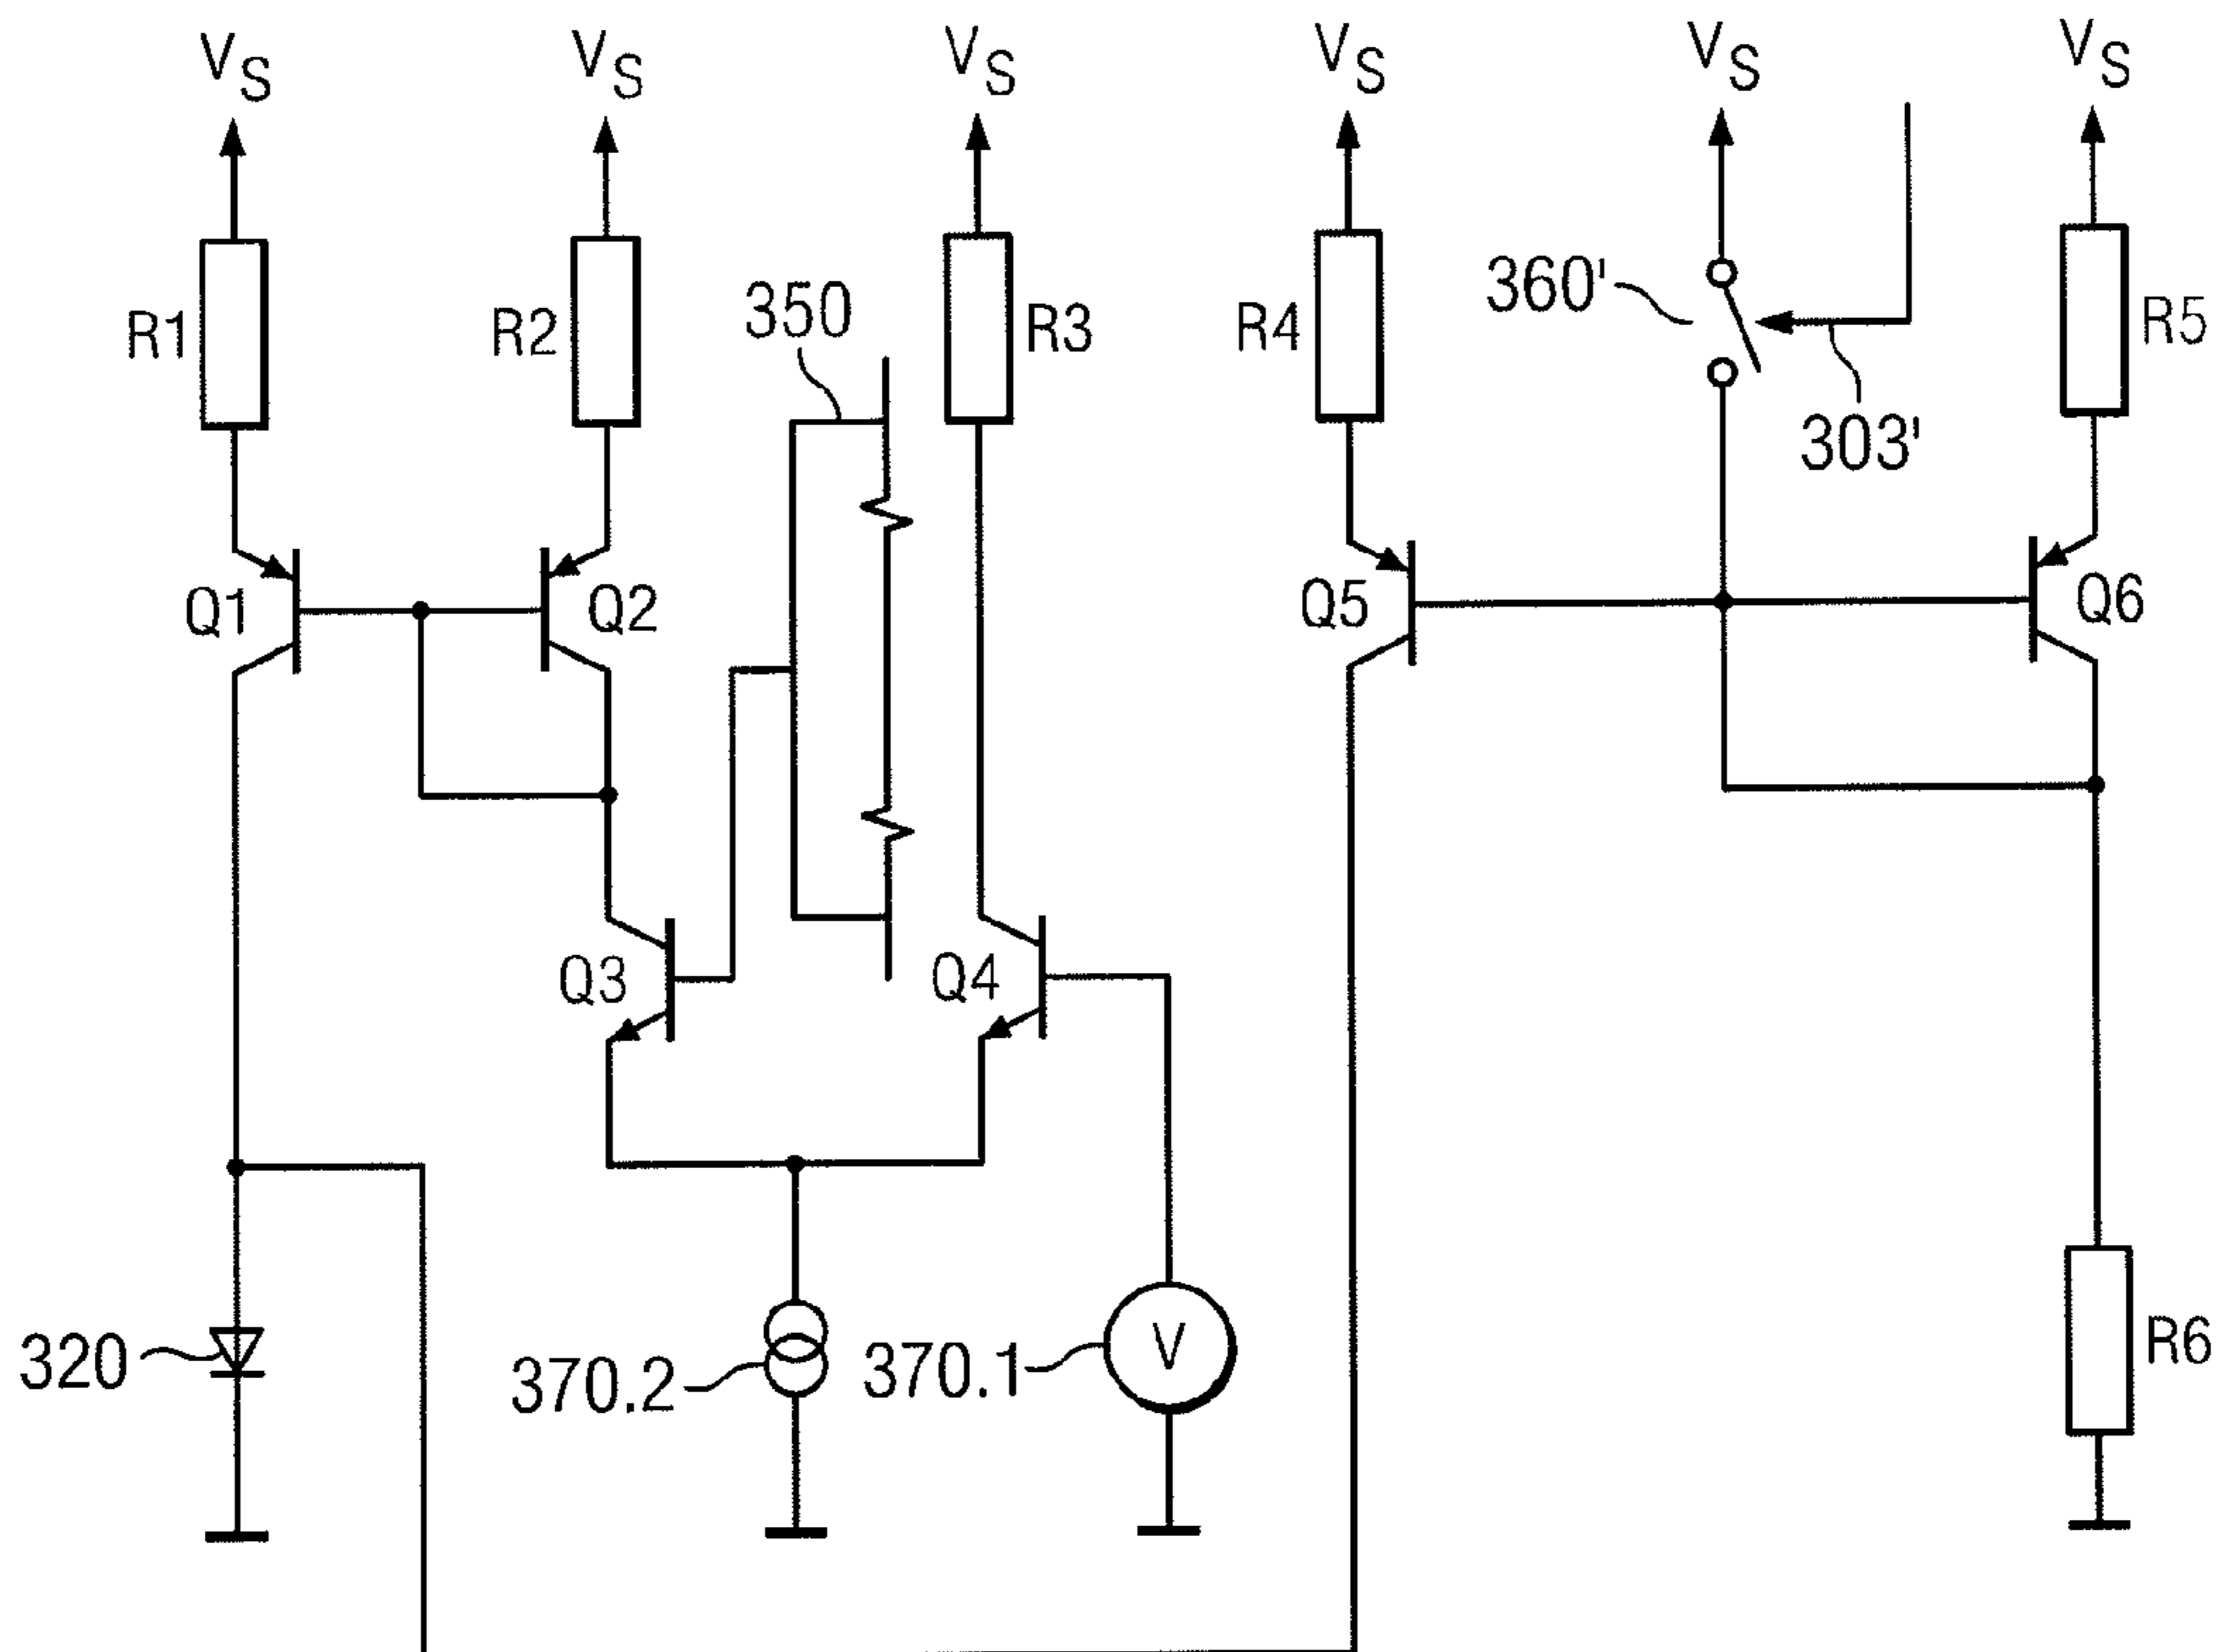 VS VS VS VS VS VS
350
360'
R1 R2 R3 R4 R5
303'
Q1 Q2 Q5 Q6
Q3 Q4
320 370.2 370.1 V R6